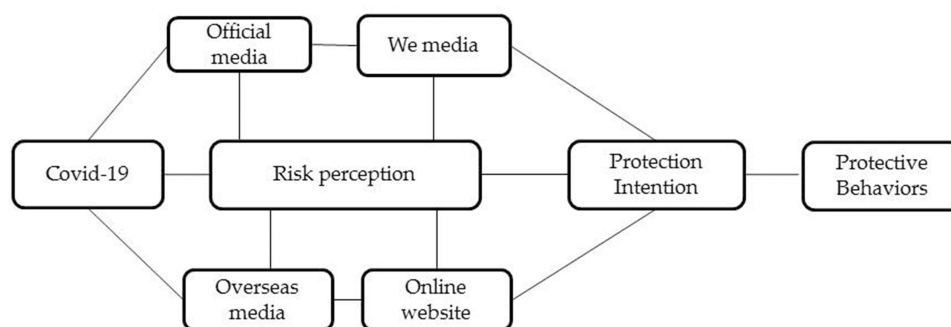 Official
media
We media
Covid-19
Risk perception
Protection
Intention
Protective
Behaviors
Overseas
media
Online
website